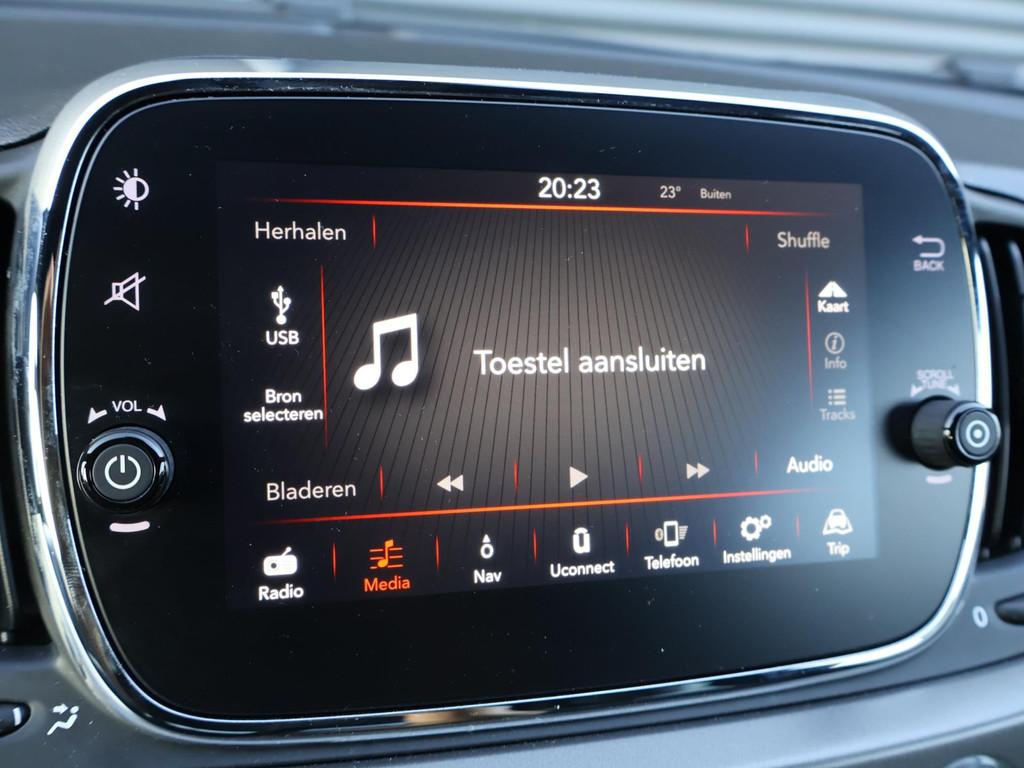 20:23 23° Buiten
Herhalen Shuffle
BACK
USB
Kaart
Toestel aansluiten
Info
Bron
selecteren
Tracks
SCROLL
TUNE
VOL
Bladeren
Audio
Radio Media Nav Uconnect Telefoon Instellingen Trip
0